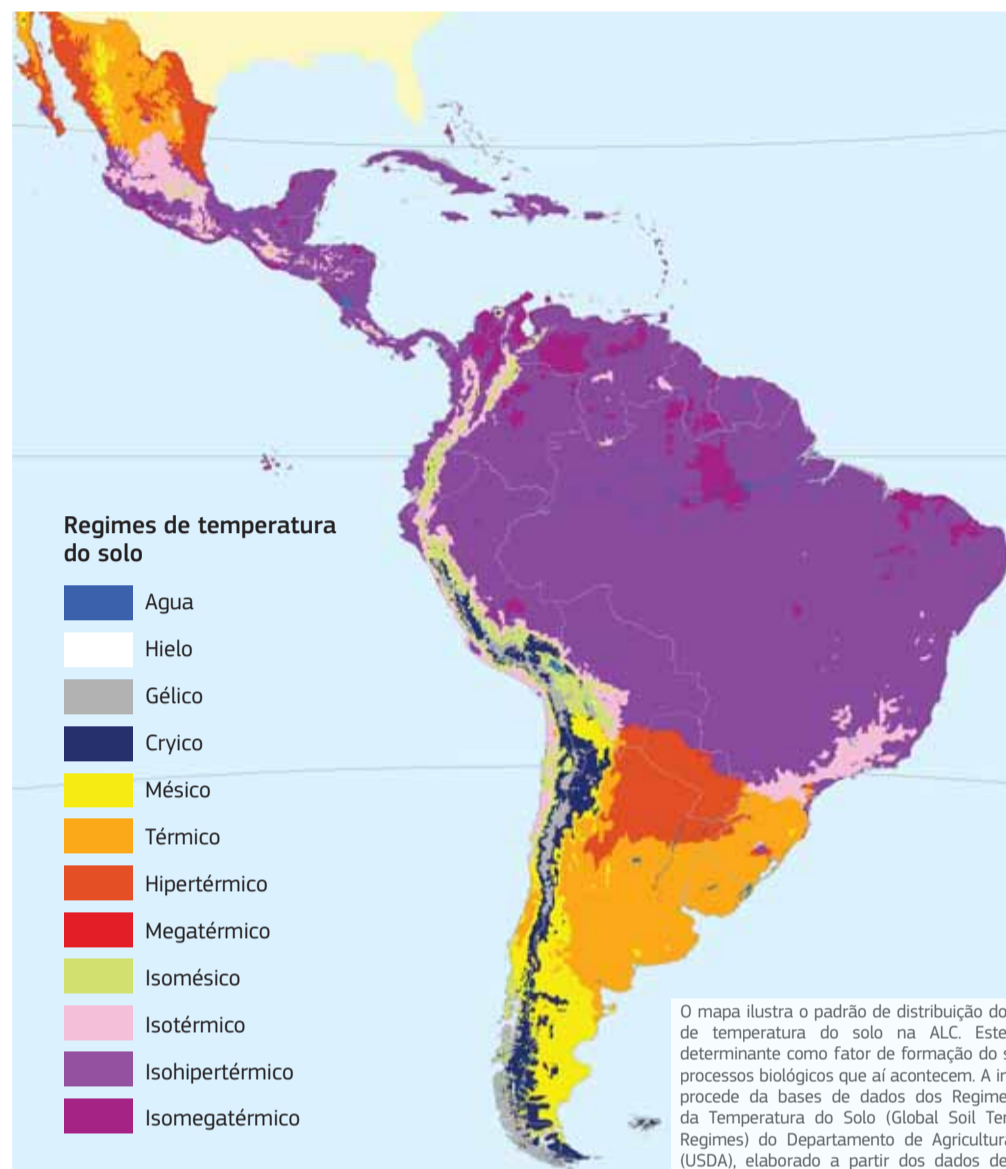 Regimes de temperatura
do solo
Agua
Hielo
Gélico
Cryico
Mésico
Térmico
Hipertérmico
Megatérmico
Isomésico
Isotérmico
Isohipertérmico
Isomegatérmico
O mapa ilustra o padrão de distribuição do
de temperatura do solo na ALC. Este
determinante como fator de formação do s
processos biológicos que aí acontecem. A in
procede da bases de dados dos Regime
da Temperatura do Solo (Global Soil Ter
Regimes) do Departamento de Agricultura
(USDA), elaborado a partir dos dados de